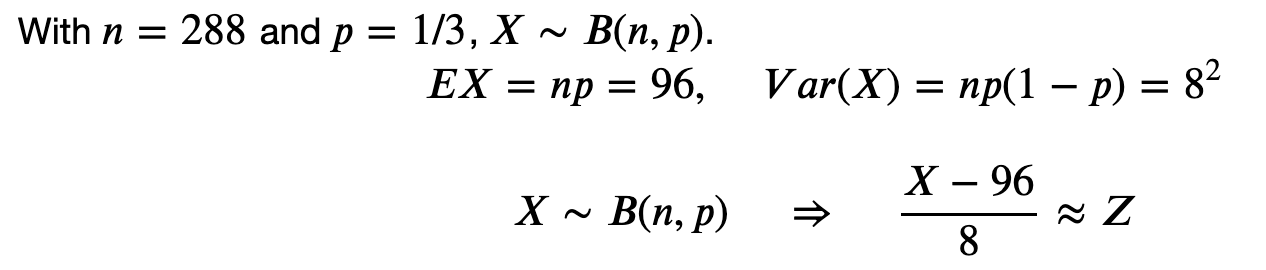 With n = 288 and p = 1/3, X ∼ B(n, p).
EX = np = 96, Var(X) = np(1 − p) = 8²
X ∼ B(n, p) ⇒ (X − 96)/8 ≈ Z